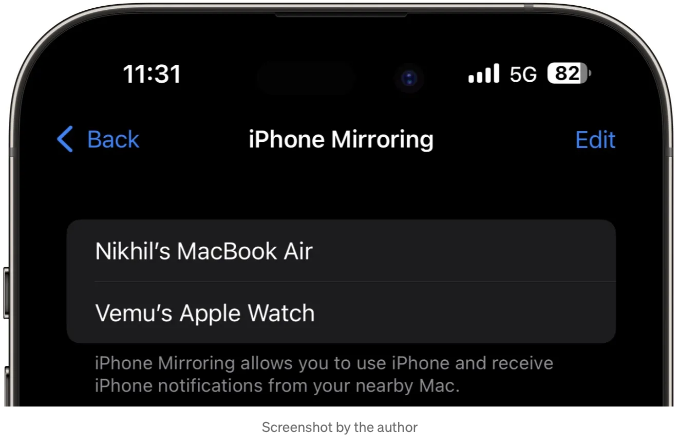 11:31
5G 82
Back
iPhone Mirroring
Edit
Nikhil’s MacBook Air
Vemu’s Apple Watch
iPhone Mirroring allows you to use iPhone and receive
iPhone notifications from your nearby Mac.
Screenshot by the author